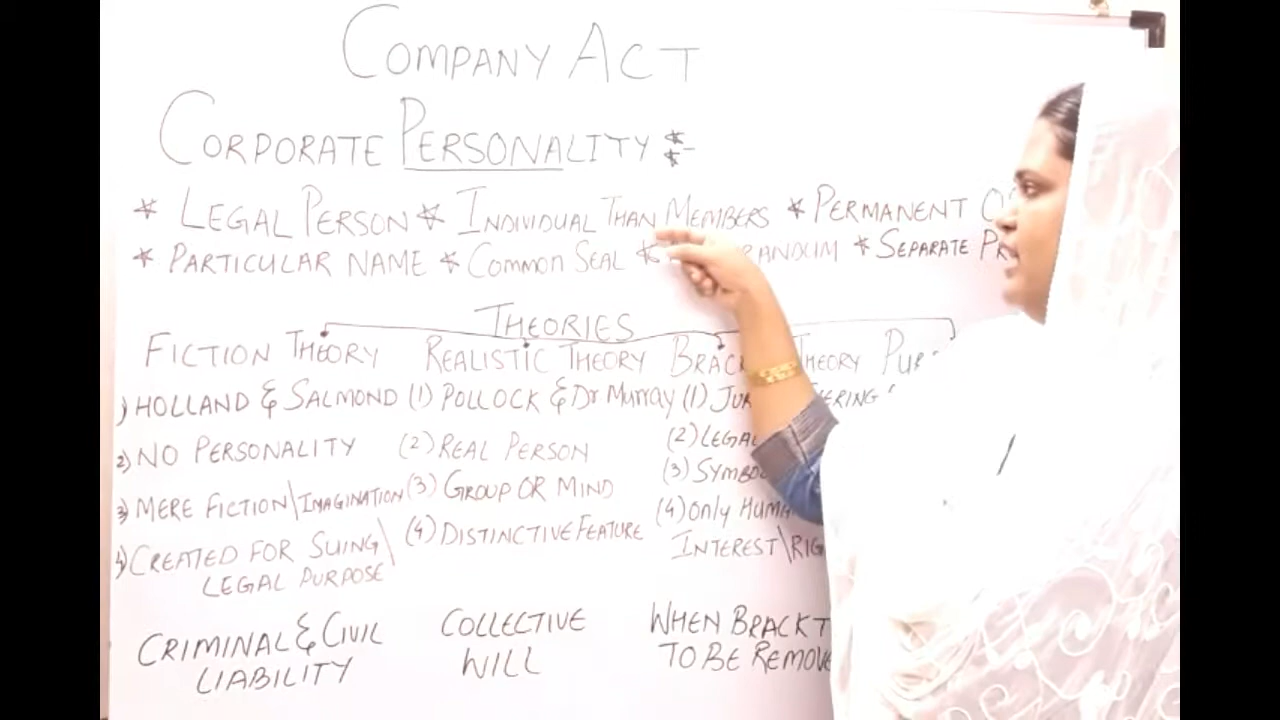 COMPANY ACT
CORPORATE PERSONALITY :-
* LEGAL PERSON * INDIVIDUAL THAN MEMBERS * PERMANENT
* PARTICULAR NAME * COMMON SEAL * * SEPARATE
THEORIES
FICTION THEORY REALISTIC THEORY THEORY
1) HOLLAND & SALMOND (1) POLLOCK & Dr Murray (1)
2) NO PERSONALITY (2) REAL PERSON (2)
3) MERE FICTION\IMAGINATION (3) GROUP OR MIND (3)
4) CREATED FOR SUING\ (4) DISTINCTIVE FEATURE (4) Only
LEGAL PURPOSE INTEREST\
CRIMINAL & CIVIL COLLECTIVE WHEN
LIABILITY WILL TO BE